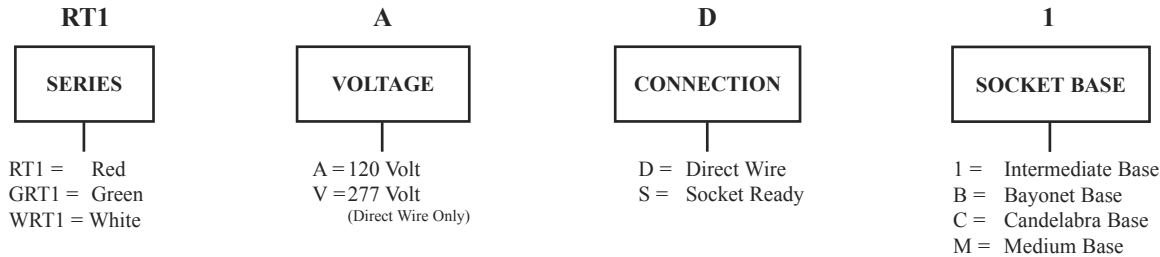 RT1 A D 1
SERIES VOLTAGE CONNECTION SOCKET BASE
RT1 = Red
GRT1 = Green
WRT1 = White
A = 120 Volt
V = 277 Volt
(Direct Wire Only)
D = Direct Wire
S = Socket Ready
1 = Intermediate Base
B = Bayonet Base
C = Candelabra Base
M = Medium Base